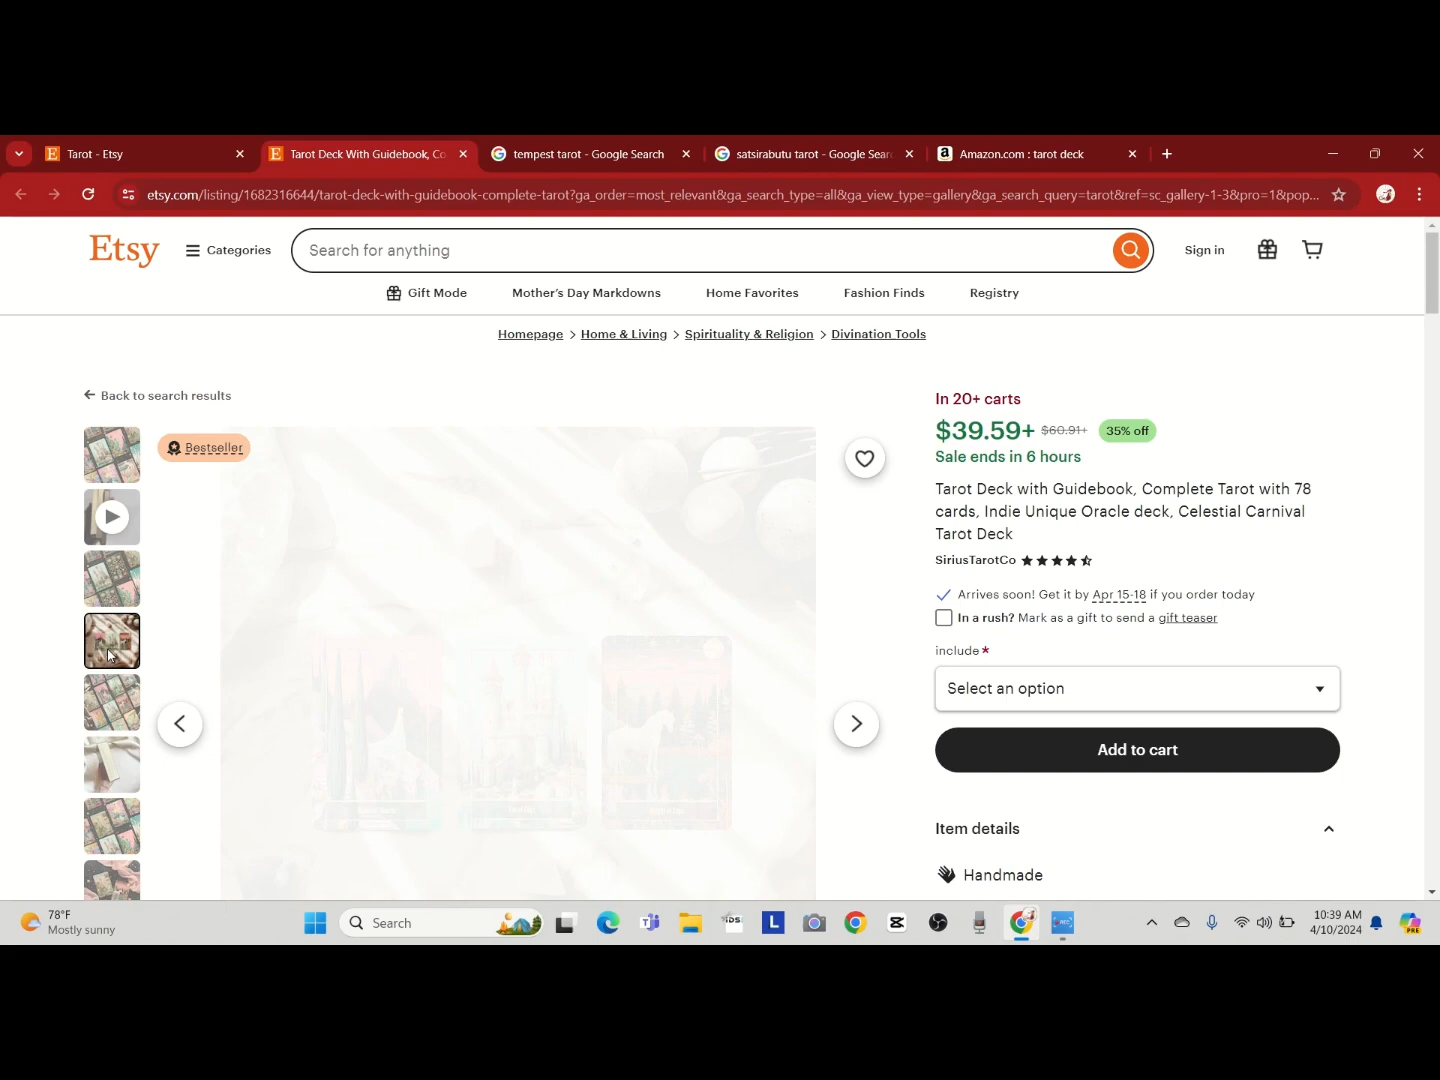 Tarot - Etsy
Tarot Deck With Guidebook, Co
tempest tarot - Google Search
satsirabutu tarot - Google Sear
Amazon.com : tarot deck
etsy.com/listing/1682316644/tarot-deck-with-guidebook-complete-tarot?ga_order=most_relevant&ga_search_type=all&ga_view_type=gallery&ga_search_query=tarot&ref=sc_gallery-1-3&pro=1&pop...
Etsy
Categories
Search for anything
Sign in
Gift Mode
Mother's Day Markdowns
Home Favorites
Fashion Finds
Registry
Homepage > Home & Living > Spirituality & Religion > Divination Tools
Back to search results
Bestseller
In 20+ carts
$39.59+ $60.91+ 35% off
Sale ends in 6 hours
Tarot Deck with Guidebook, Complete Tarot with 78
cards, Indie Unique Oracle deck, Celestial Carnival
Tarot Deck
SiriusTarotCo
Arrives soon! Get it by Apr 15-18 if you order today
In a rush? Mark as a gift to send a gift teaser
include *
Select an option
Add to cart
Item details
Handmade
78°F
Mostly sunny
Search
10:39 AM
4/10/2024